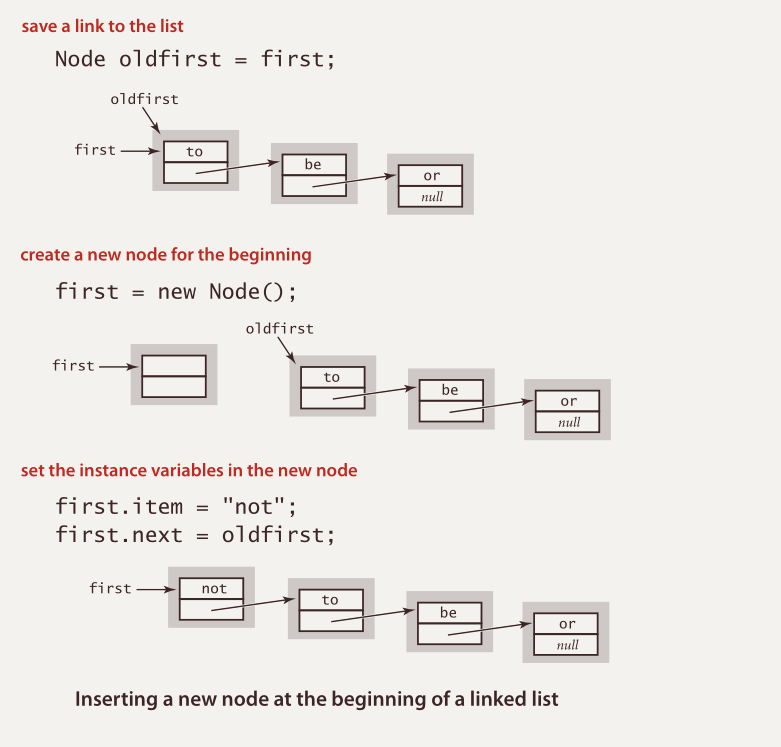 save a link to the list
Node oldfirst = first;
oldfirst
first
to
be
or
null
create a new node for the beginning
first = new Node();
oldfirst
first
to
be
or
null
set the instance variables in the new node
first.item = "not";
first.next = oldfirst;
first
not
to
be
or
null
Inserting a new node at the beginning of a linked list